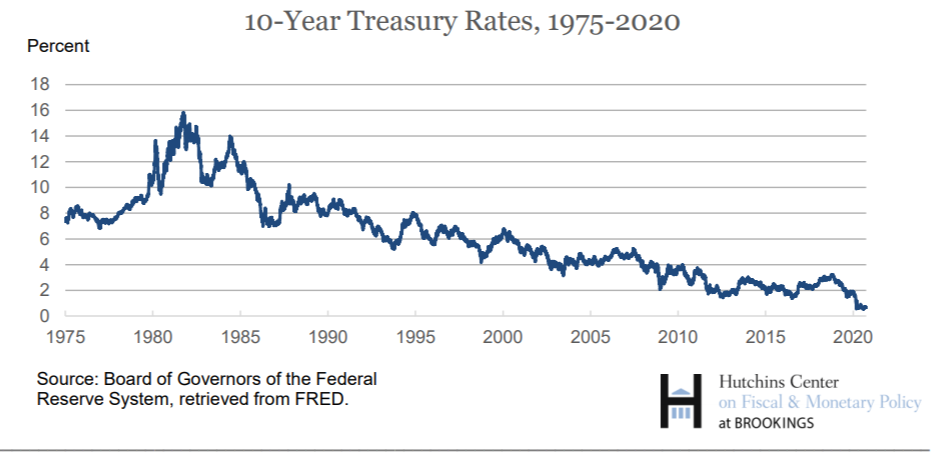 10-Year Treasury Rates, 1975-2020
Percent
18
16
14
12
10
8
6
4
2
0
1975 1980 1985 1990 1995 2000 2005 2010 2015 2020
Source: Board of Governors of the Federal
Reserve System, retrieved from FRED.
Hutchins Center
on Fiscal & Monetary Policy
at BROOKINGS